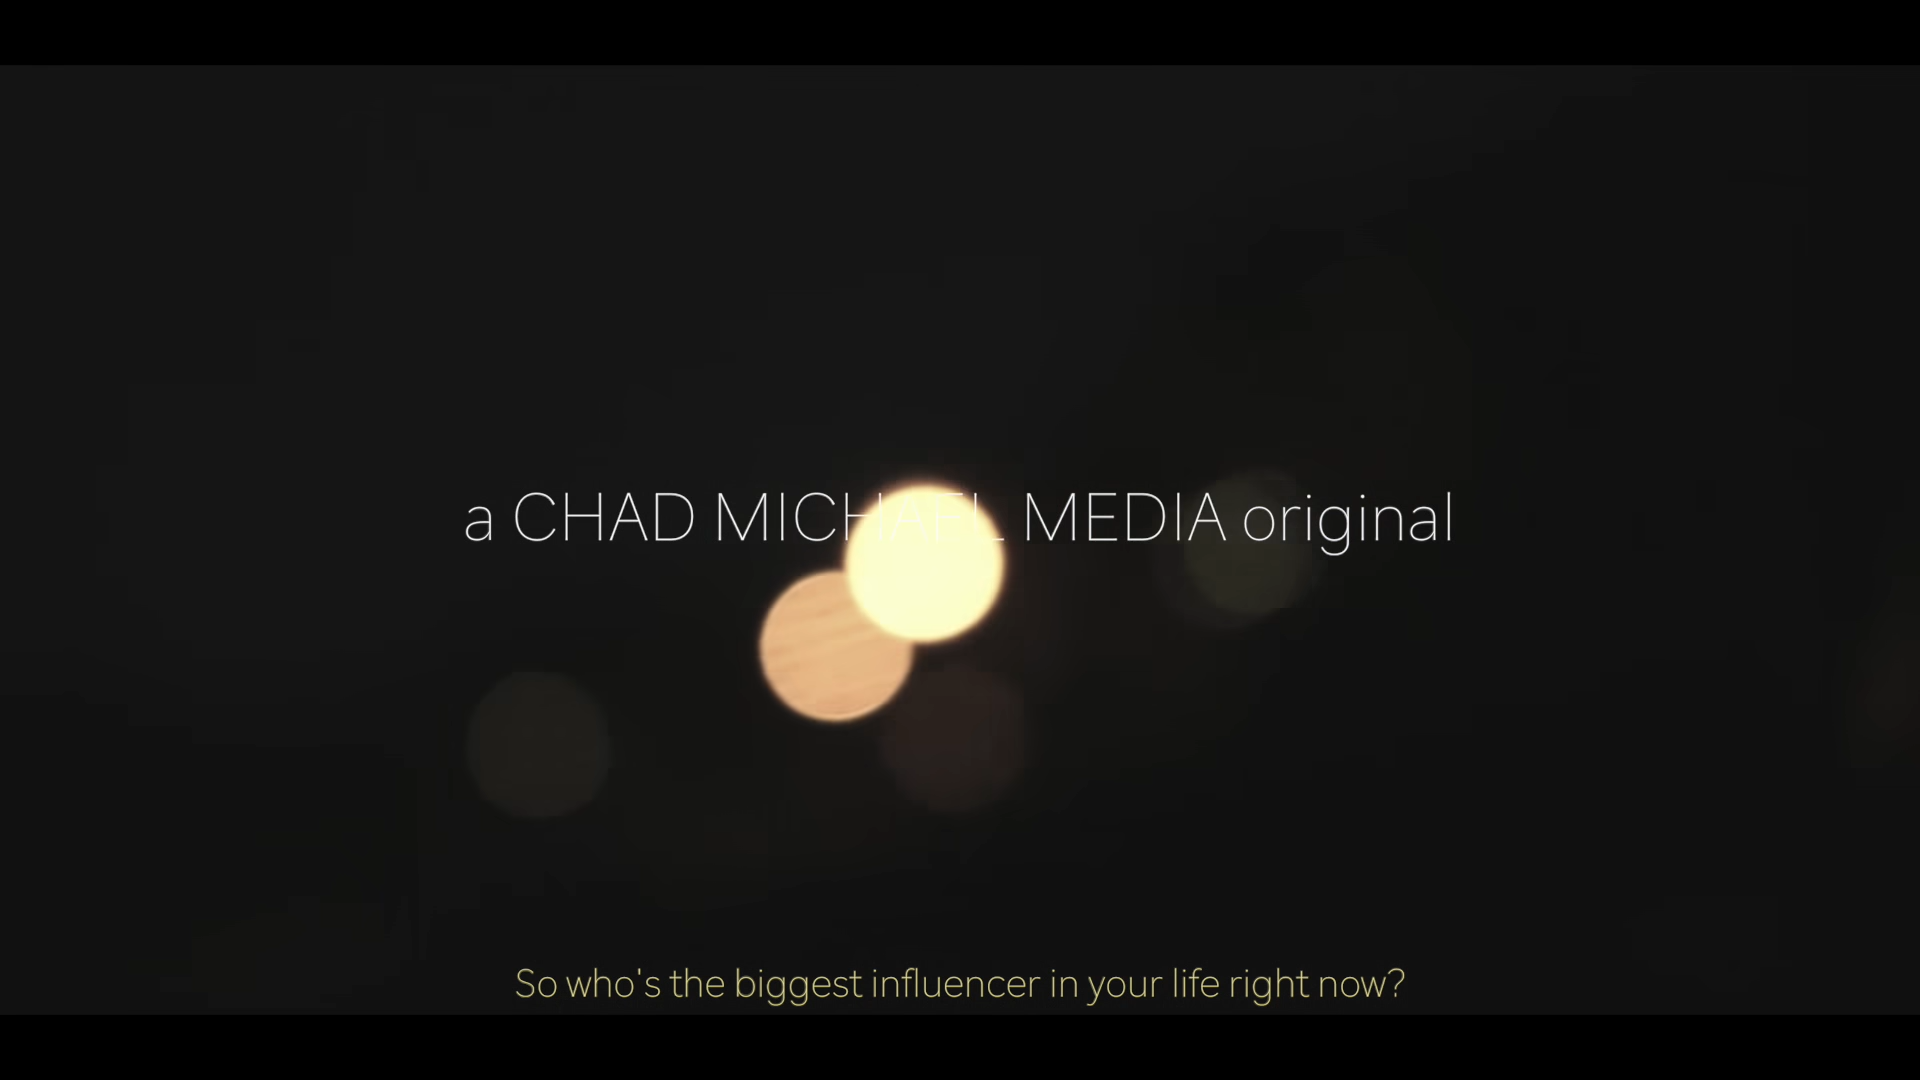 a CHAD MICHAEL MEDIA original
So who's the biggest influencer in your life right now?